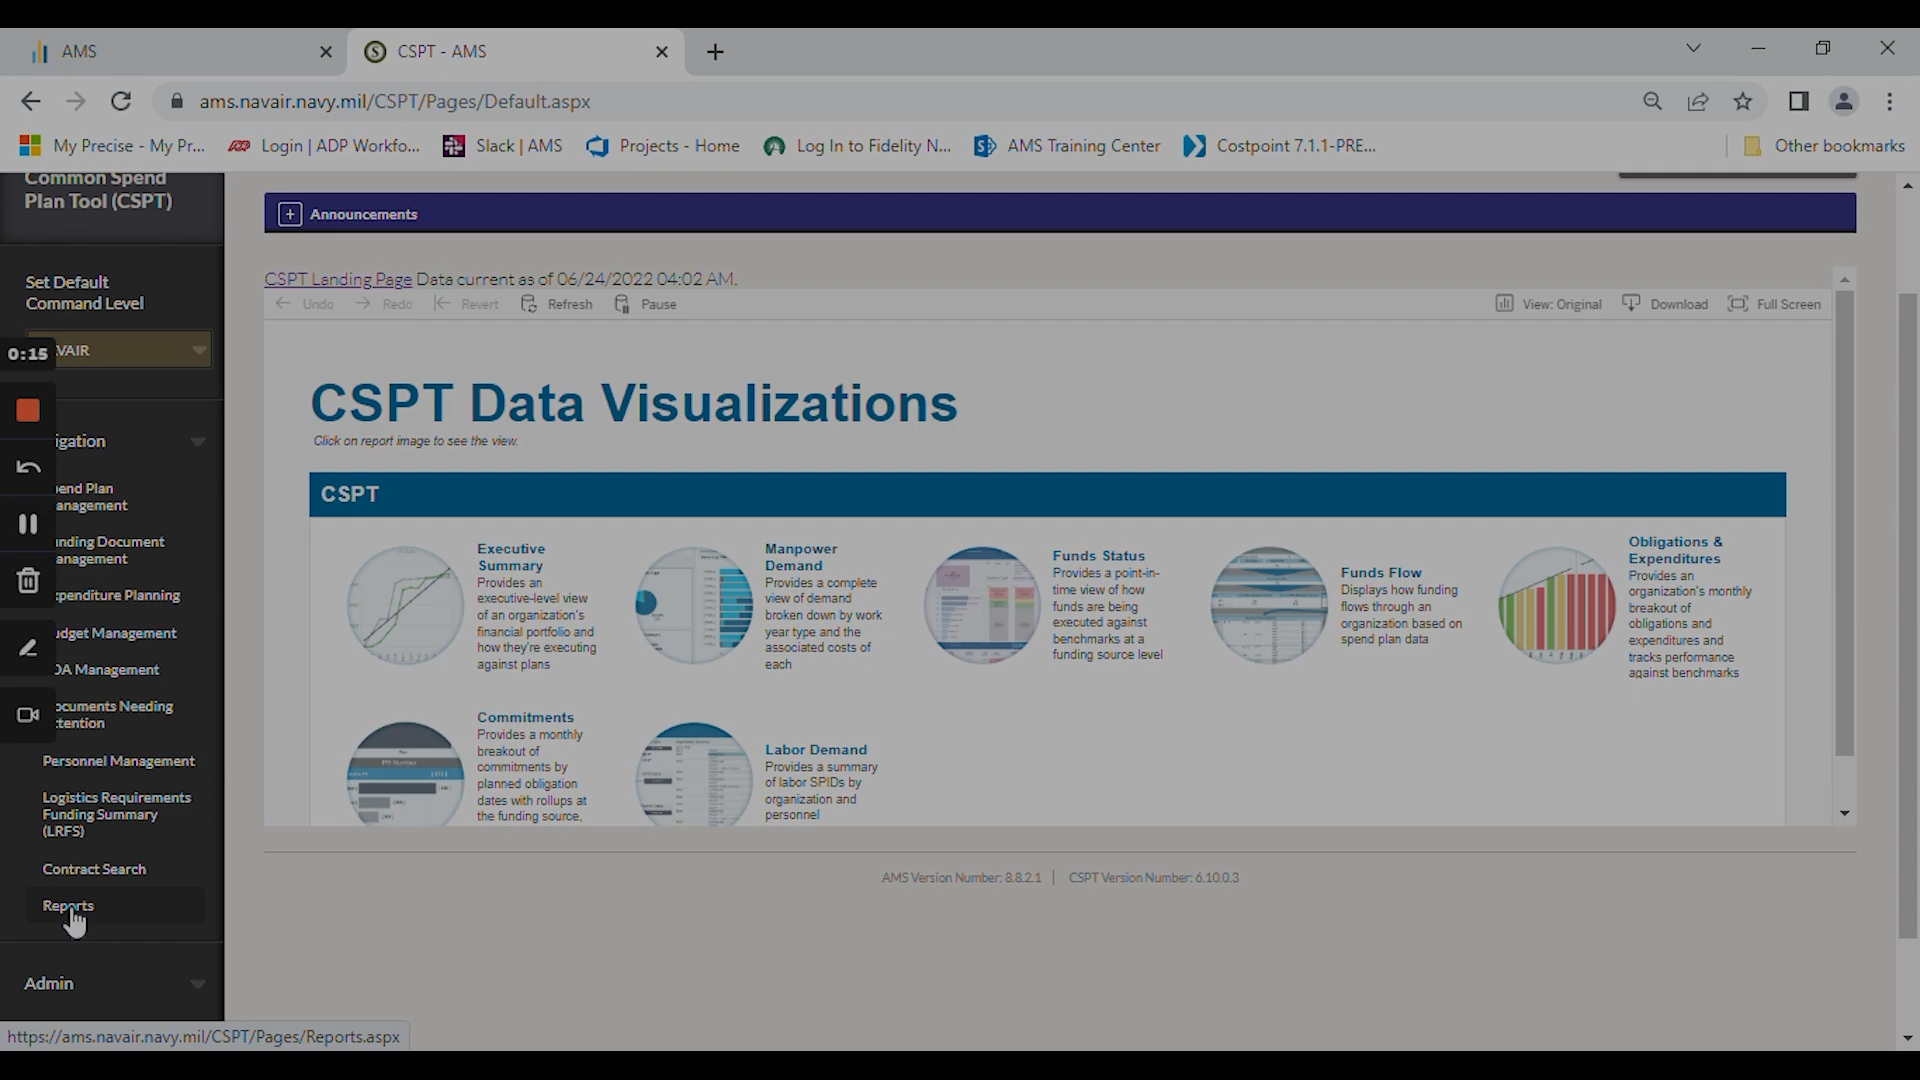 AMS
CSPT - AMS
ams.navair.navy.mil/CSPT/Pages/Default.aspx
My Precise - My Pr...
Login | ADP Workfo...
Slack | AMS
Projects - Home
Log In to Fidelity N...
AMS Training Center
Costpoint 7.1.1-PRE...
Other bookmarks
Common Spend
Plan Tool (CSPT)
Set Default
Command Level
VAIR
0:15
igation
end Plan
anagement
nding Document
anagement
xpenditure Planning
udget Management
DA Management
ocuments Needing
ttention
Personnel Management
Logistics Requirements
Funding Summary
(LRFS)
Contract Search
Reports
Admin
https://ams.navair.navy.mil/CSPT/Pages/Reports.aspx
+ Announcements
CSPT Landing Page Data current as of 06/24/2022 04:02 AM.
Undo
Redo
Revert
Refresh
Pause
View: Original
Download
Full Screen
CSPT Data Visualizations
Click on report image to see the view.
CSPT
Executive
Summary
Provides an
executive-level view
of an organization's
financial portfolio and
how they're executing
against plans
Manpower
Demand
Provides a complete
view of demand
broken down by work
year type and the
associated costs of
each
Funds Status
Provides a point-in-
time view of how
funds are being
executed against
benchmarks at a
funding source level
Funds Flow
Displays how funding
flows through an
organization based on
spend plan data
Obligations &
Expenditures
Provides an
organization's monthly
breakout of
obligations and
expenditures and
tracks performance
against benchmarks
Commitments
Provides a monthly
breakout of
commitments by
planned obligation
dates with rollups at
the funding source,
Labor Demand
Provides a summary
of labor SPIDs by
organization and
personnel
PR Number
AMS Version Number: 8.8.2.1 | CSPT Version Number: 6.10.0.3